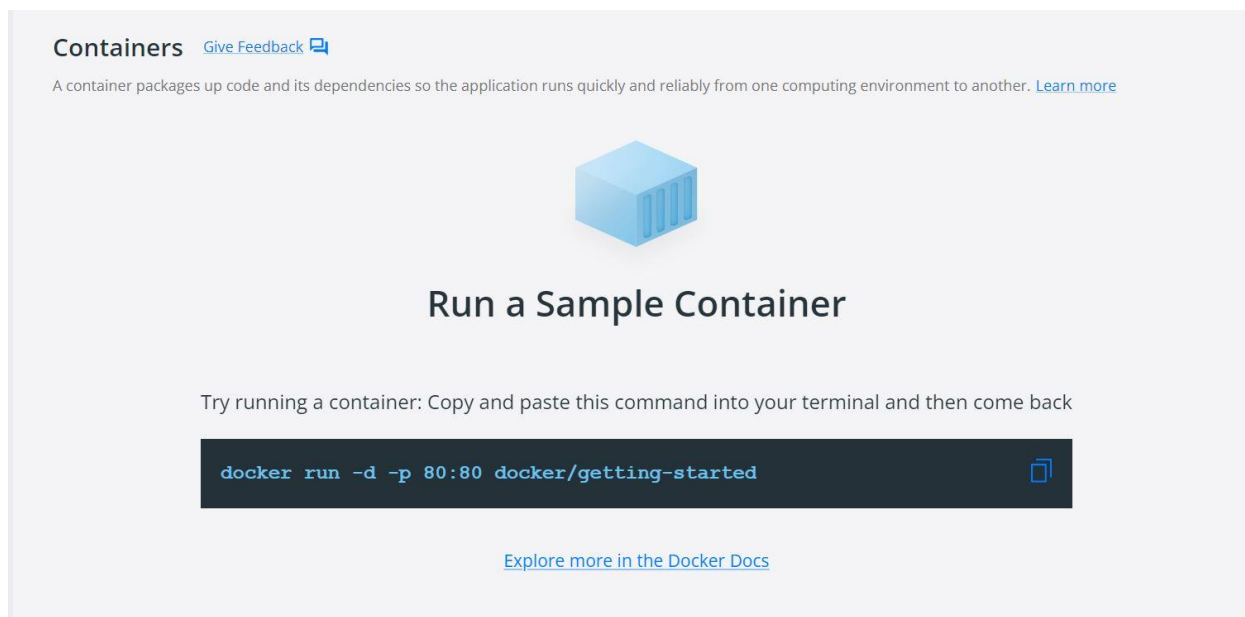 Containers Give Feedback
A container packages up code and its dependencies so the application runs quickly and reliably from one computing environment to another. Learn more
Run a Sample Container
Try running a container: Copy and paste this command into your terminal and then come back
docker run -d -p 80:80 docker/getting-started
Explore more in the Docker Docs